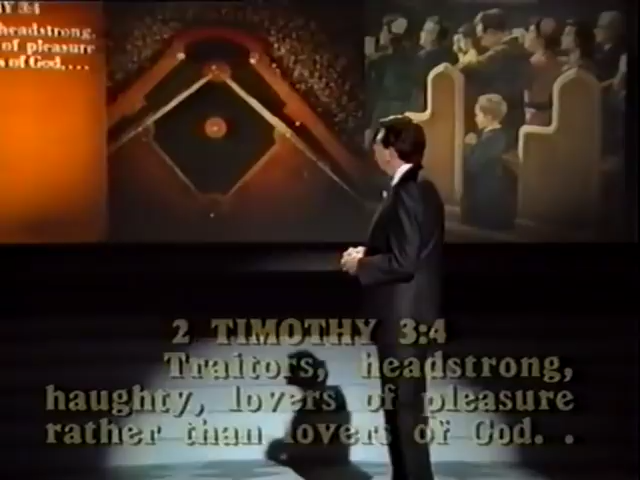 IY 3:4
headstrong,
of pleasure
s of God,...
2 TIMOTHY 3:4
Traitors, headstrong,
haughty, lovers of pleasure
rather than lovers of God. .